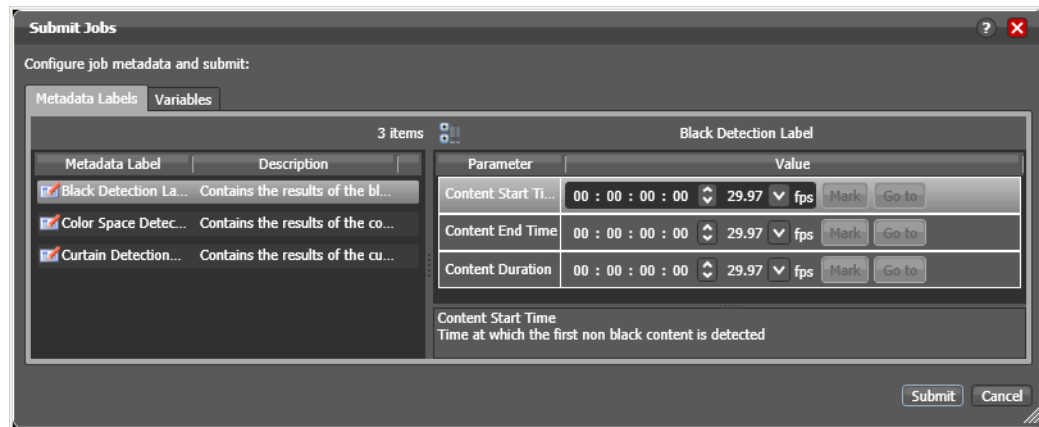 Submit Jobs ?
Configure job metadata and submit:
Metadata Labels Variables
3 items Black Detection Label
Metadata Label Description Parameter Value
Black Detection La... Contains the results of the bl... Content Start Ti... 00 : 00 : 00 : 00 29.97 fps Mark Go to
Color Space Detec... Contains the results of the co... Content End Time 00 : 00 : 00 : 00 29.97 fps Mark Go to
Curtain Detection... Contains the results of the cu... Content Duration 00 : 00 : 00 : 00 29.97 fps Mark Go to
Content Start Time
Time at which the first non black content is detected
Submit Cancel